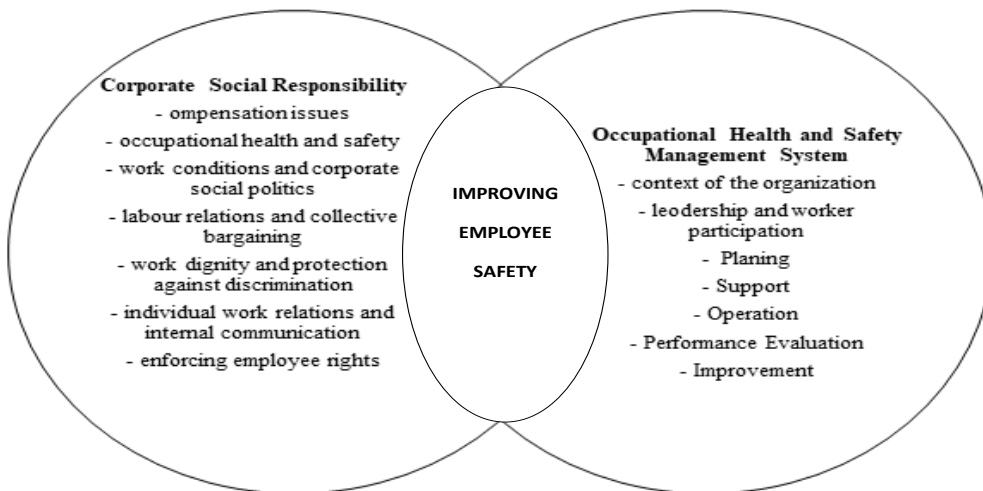 Corporate Social Responsibility
- ompensation issues
- occupational health and safety
- work conditions and corporate
social politics
- labour relations and collective
bargaining
- work dignity and protection
against discrimination
- individual work relations and
internal communication
- enforcing employee rights
IMPROVING
EMPLOYEE
SAFETY
Occupational Health and Safety
Management System
- context of the organization
- leodership and worker
participation
- Planing
- Support
- Operation
- Performance Evaluation
- Improvement